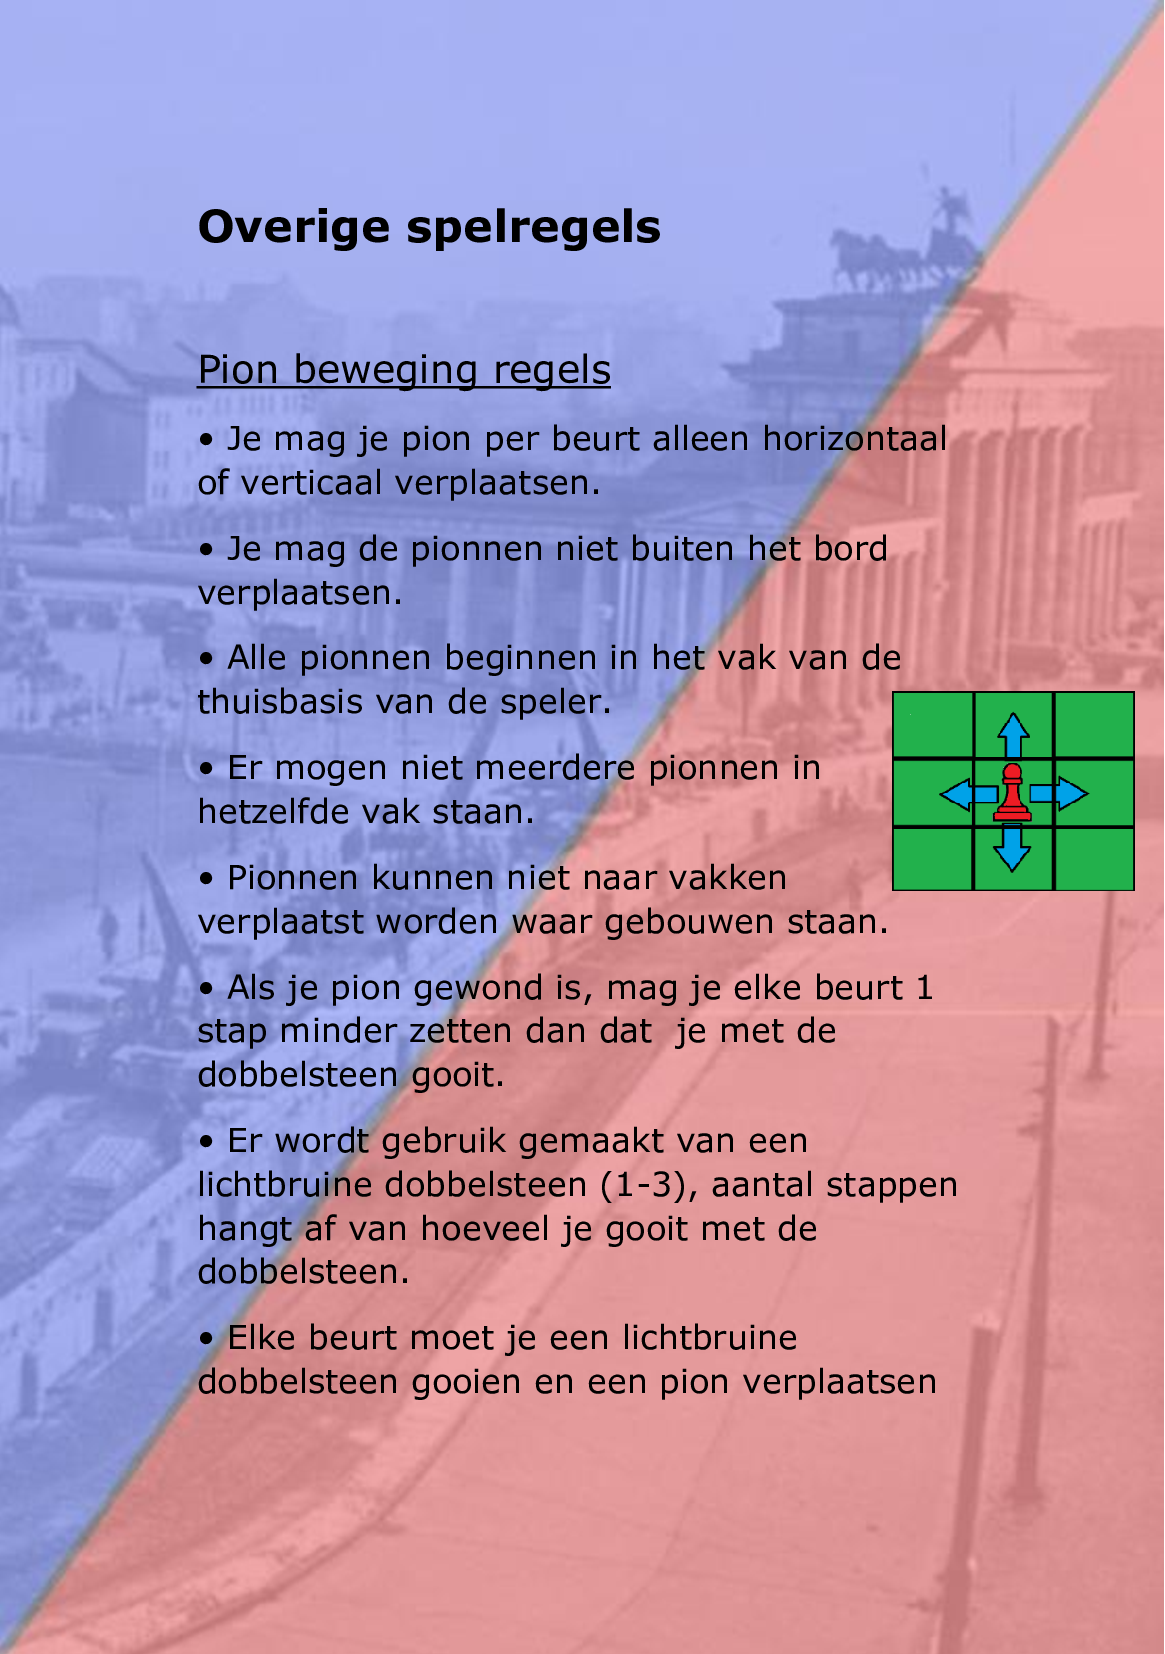 Overige spelregels
Pion beweging regels
• Je mag je pion per beurt alleen horizontaal
of verticaal verplaatsen.
• Je mag de pionnen niet buiten het bord
verplaatsen.
• Alle pionnen beginnen in het vak van de
thuisbasis van de speler.
• Er mogen niet meerdere pionnen in
hetzelfde vak staan.
• Pionnen kunnen niet naar vakken
verplaatst worden waar gebouwen staan.
• Als je pion gewond is, mag je elke beurt 1
stap minder zetten dan dat  je met de
dobbelsteen gooit.
• Er wordt gebruik gemaakt van een
lichtbruine dobbelsteen (1-3), aantal stappen
hangt af van hoeveel je gooit met de
dobbelsteen.
• Elke beurt moet je een lichtbruine
dobbelsteen gooien en een pion verplaatsen